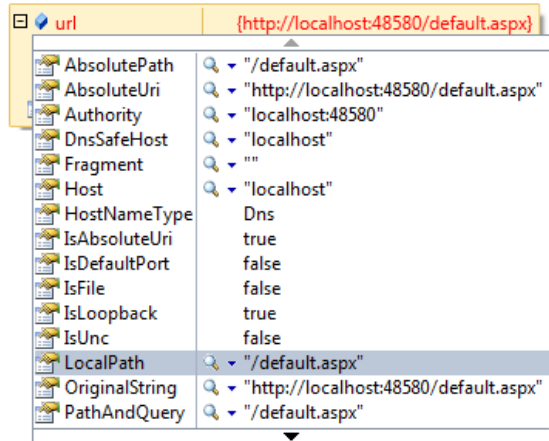 url {http://localhost:48580/default.aspx}
AbsolutePath "/default.aspx"
AbsoluteUri "http://localhost:48580/default.aspx"
Authority "localhost:48580"
DnsSafeHost "localhost"
Fragment ""
Host "localhost"
HostNameType Dns
IsAbsoluteUri true
IsDefaultPort false
IsFile false
IsLoopback true
IsUnc false
LocalPath "/default.aspx"
OriginalString "http://localhost:48580/default.aspx"
PathAndQuery "/default.aspx"